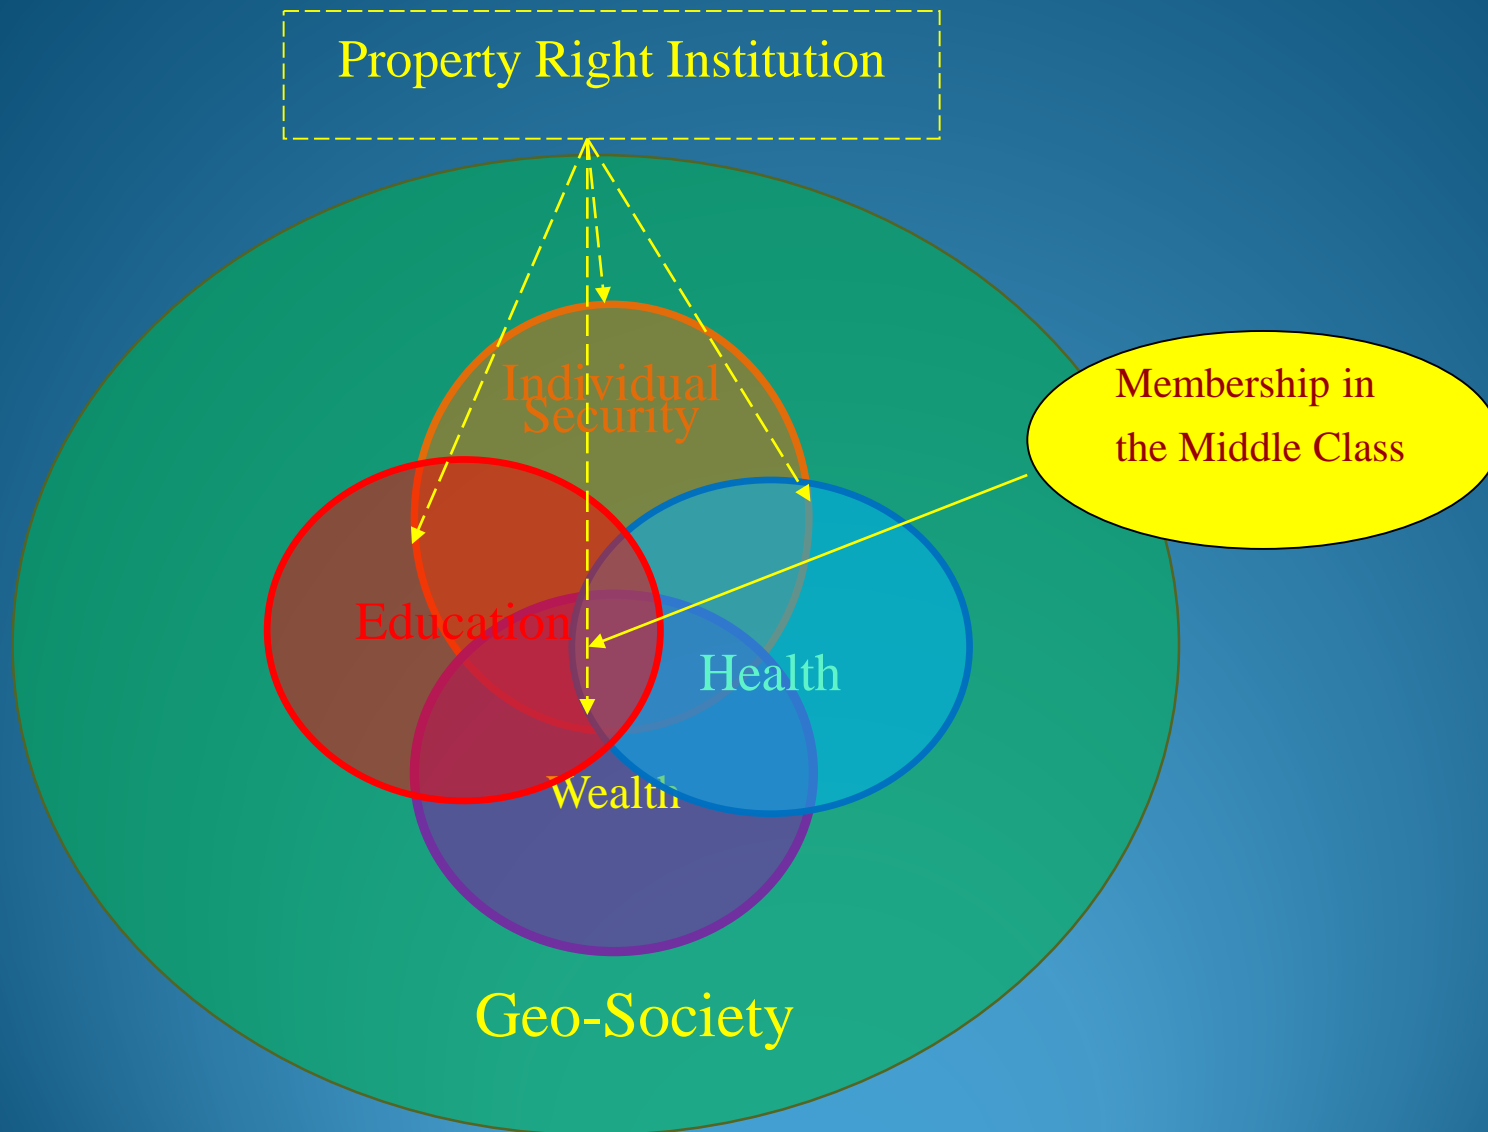 Property Right Institution
Individual
Security
Membership in
the Middle Class
Education
Health
Wealth
Geo-Society